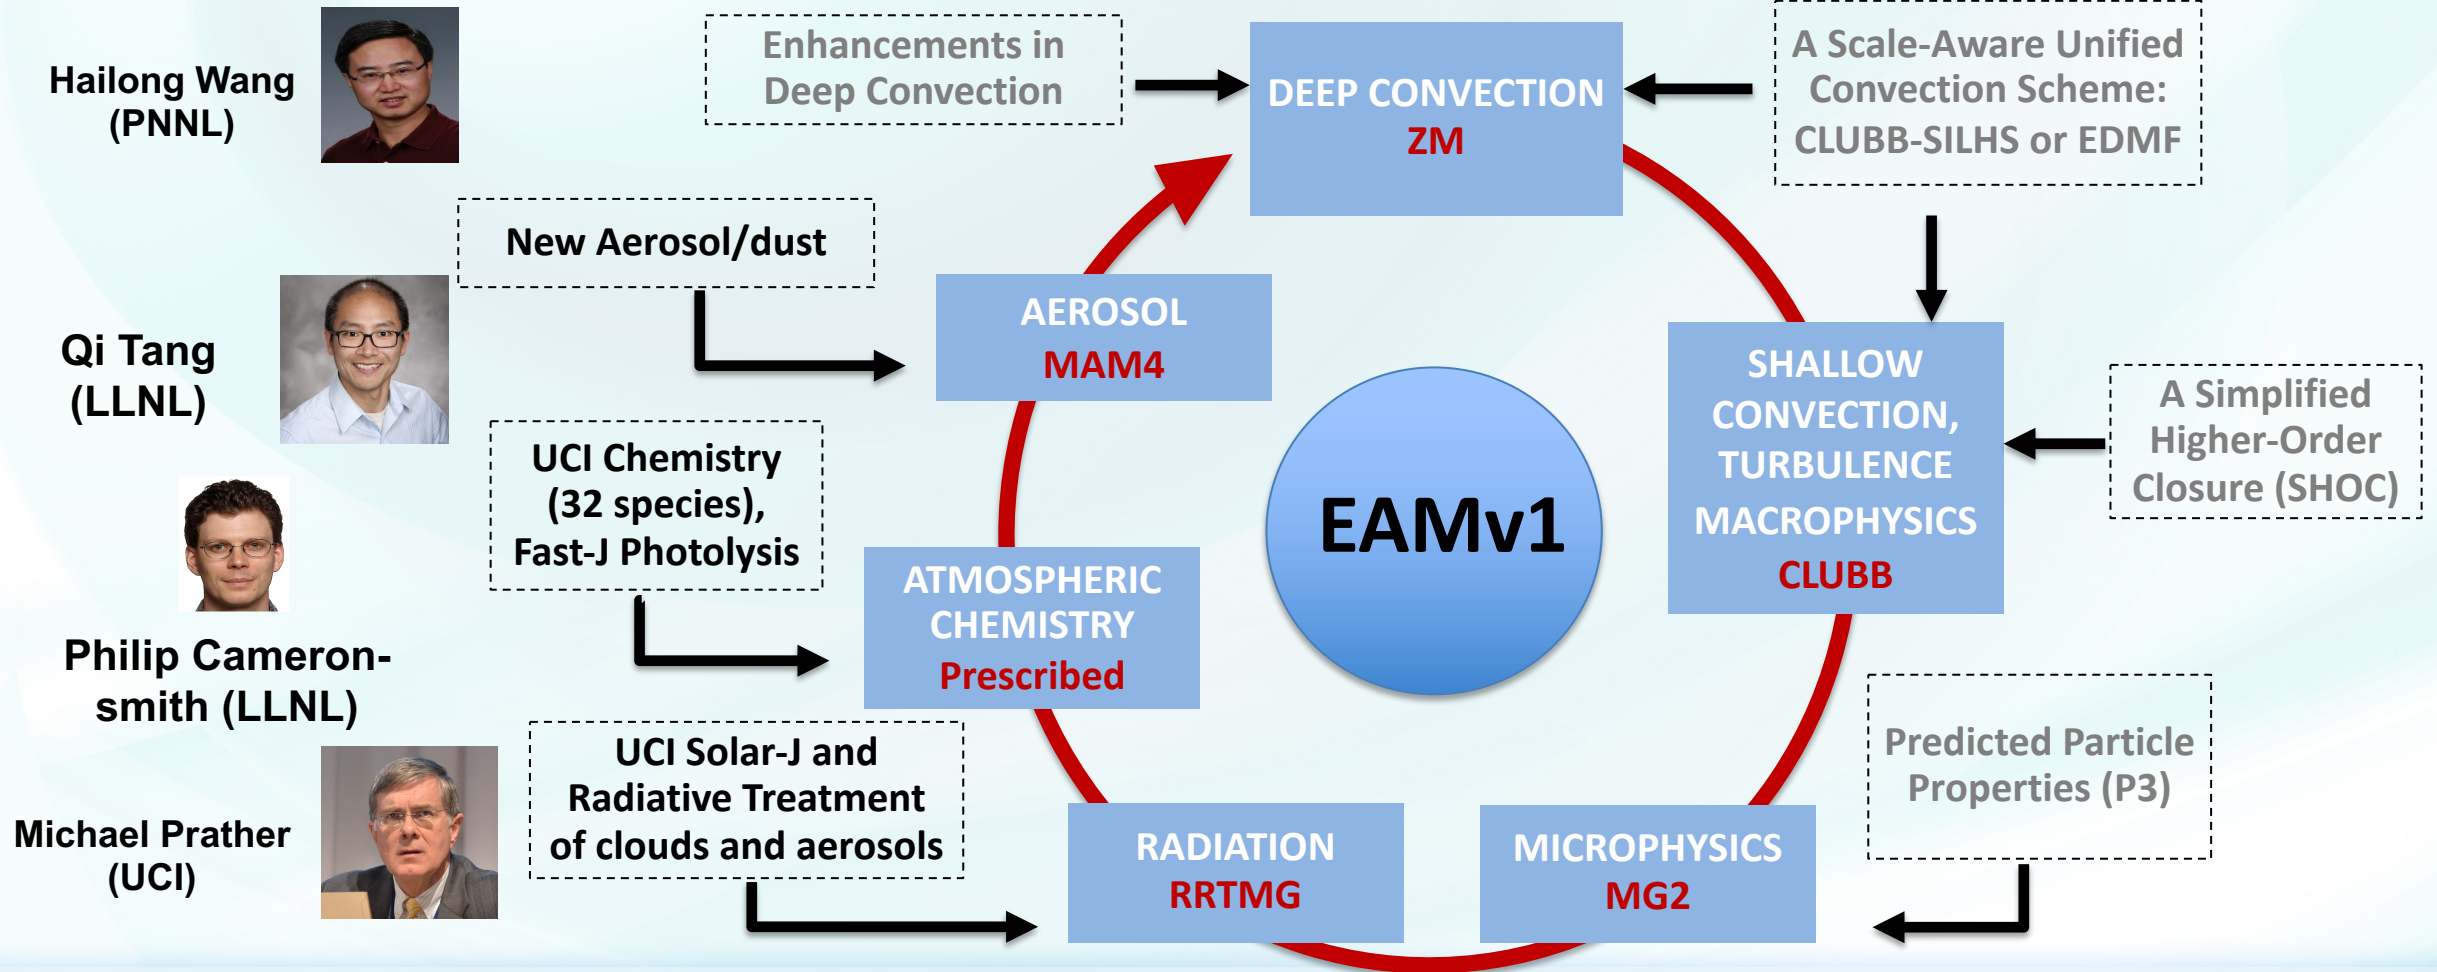 Hailong Wang
(PNNL)
Qi Tang
(LLNL)
Philip Cameron-
smith (LLNL)
Michael Prather
(UCI)
Enhancements in
Deep Convection
DEEP CONVECTION
ZM
A Scale-Aware Unified
Convection Scheme:
CLUBB-SILHS or EDMF
New Aerosol/dust
AEROSOL
MAM4
SHALLOW
CONVECTION,
TURBULENCE
MACROPHYSICS
CLUBB
A Simplified
Higher-Order
Closure (SHOC)
UCI Chemistry
(32 species),
Fast-J Photolysis
EAMv1
ATMOSPHERIC
CHEMISTRY
Prescribed
UCI Solar-J and
Radiative Treatment
of clouds and aerosols
RADIATION
RRTMG
MICROPHYSICS
MG2
Predicted Particle
Properties (P3)